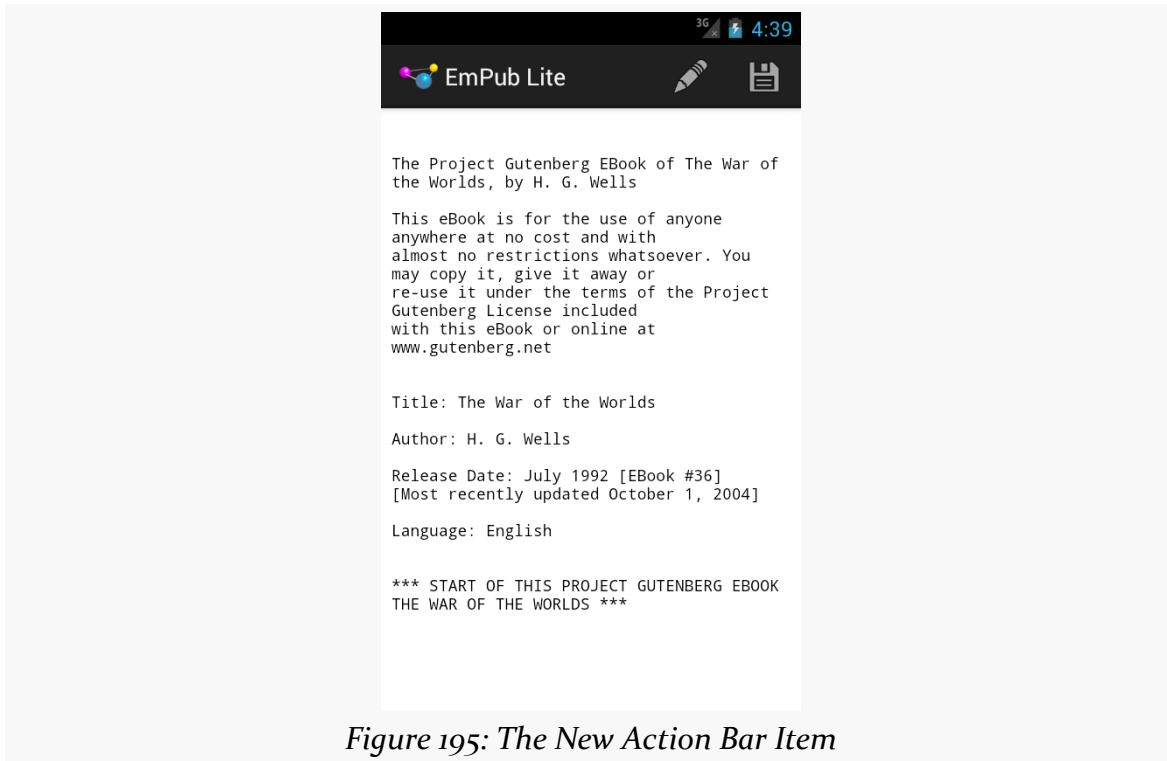 3G 4:39
EmPub Lite
The Project Gutenberg EBook of The War of
the Worlds, by H. G. Wells
This eBook is for the use of anyone
anywhere at no cost and with
almost no restrictions whatsoever. You
may copy it, give it away or
re-use it under the terms of the Project
Gutenberg License included
with this eBook or online at
www.gutenberg.net
Title: The War of the Worlds
Author: H. G. Wells
Release Date: July 1992 [EBook #36]
[Most recently updated October 1, 2004]
Language: English
*** START OF THIS PROJECT GUTENBERG EBOOK
THE WAR OF THE WORLDS ***
Figure 195: The New Action Bar Item